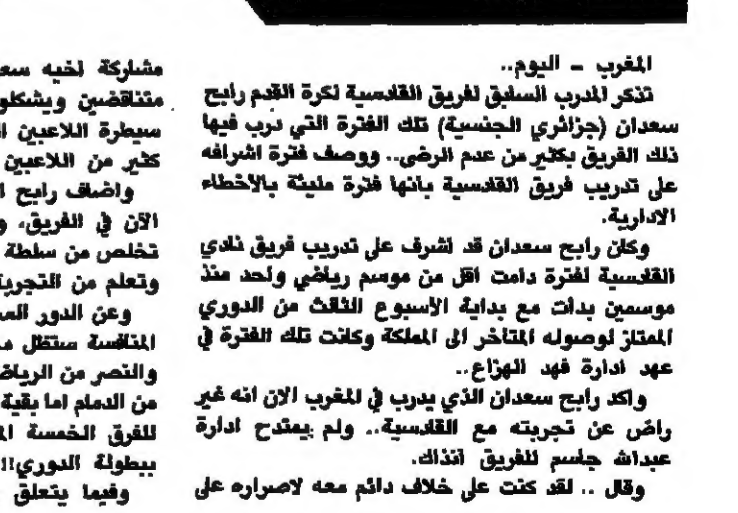 المغرب - اليوم..
تذكر المدرب السابق لفريق القادسية لكرة القدم رابح
سعدان (جزائري الجنسية) تلك الفترة التي درب فيها
ذلك الفريق بكثير من عدم الرضى.. ووصف فترة اشرافه
على تدريب فريق القادسية بانها فترة مليئة بالأخطاء
الادارية.
وكان رابح سعدان قد اشرف على تدريب فريق نادي
القادسية لفترة دامت اقل من موسم رياضي واحد منذ
موسمين بدأت مع بداية الاسبوع الثالث من الدوري
الممتاز لوصوله المتأخر الى المملكة وكانت تلك الفترة في
عهد ادارة فهد الهزاع..
واكد رابح سعدان الذي يدرب في المغرب الان انه غير
راض عن تجربته مع القادسية.. ولم يمتدح ادارة
عبدالله جاسم للفريق آنذاك.
وقال .. لقد كنت على خلاف دائم معه لاصراره على
مشاركة اخيه سعد
متناقضين ويشكلو
سيطرة اللاعبين ا
كثير من اللاعبين
واضاف رابح ا
الآن في الفريق، و
تخلص من سلطة
وتعلم من التجربة
وعن الدور الم
المنافسة ستظل م
والنصر من الرياض
من الدمام اما بقية
للفرق الخمسة الم
ببطولة الدوري!!
وفيما يتعلق